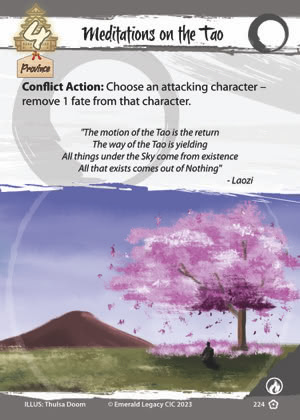 4
Meditations on the Tao
Province
Conflict Action: Choose an attacking character –
remove 1 fate from that character.
"The motion of the Tao is the return
The way of the Tao is yielding
All things under the Sky come from existence
All that exists comes out of Nothing"
- Laozi
ILLUS: Thulsa Doom
© Emerald Legacy CIC 2023
224